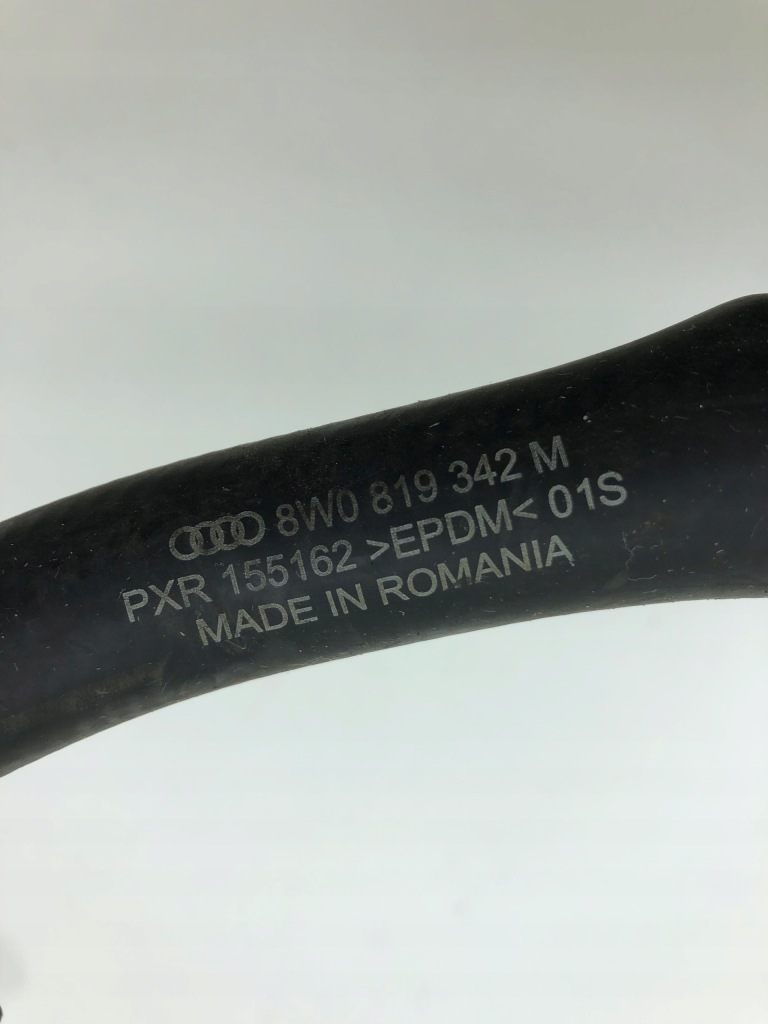 8W0 819 342 M
PXR 155162 >EPDM< 01S
MADE IN ROMANIA